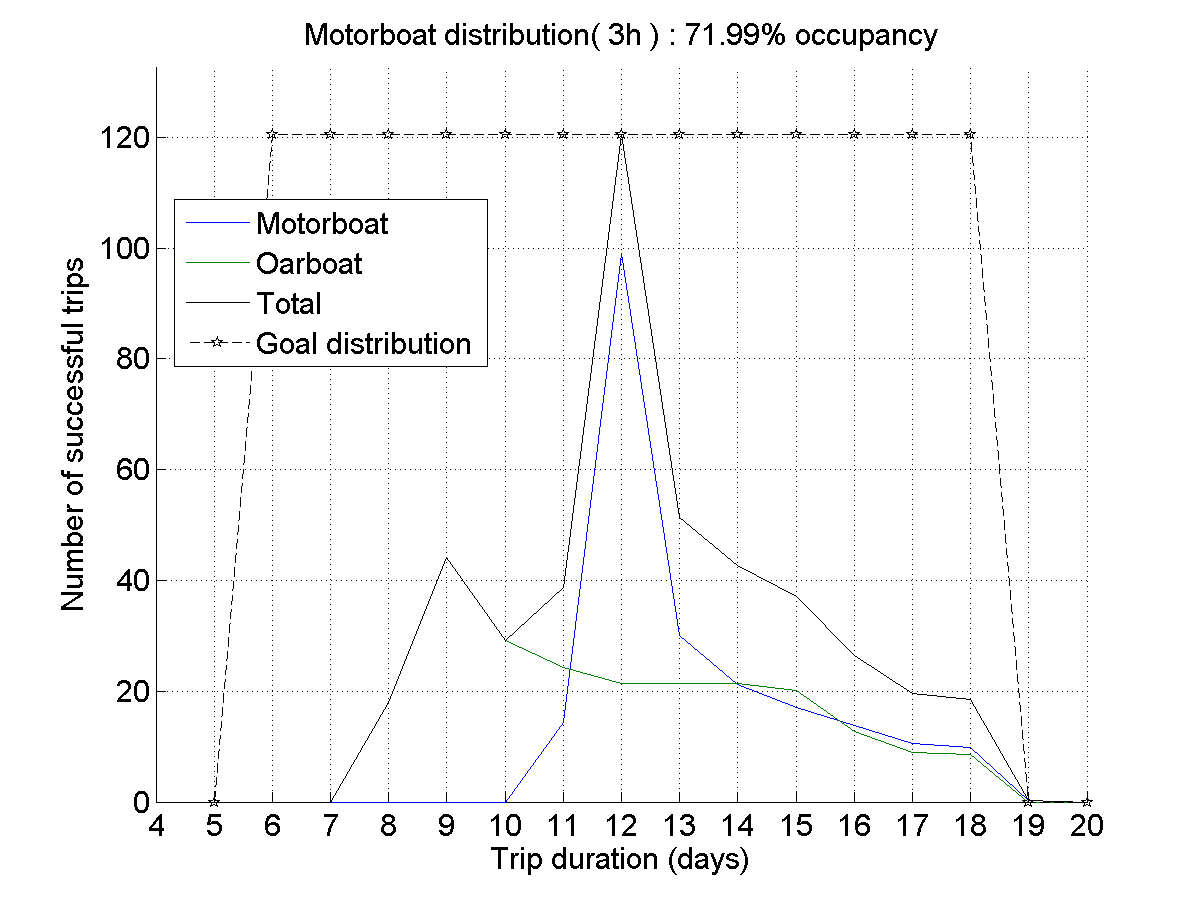 Motorboat distribution( 3h ) : 71.99% occupancy
Number of successful trips
120
100
80
60
40
20
0
Motorboat
Oarboat
Total
Goal distribution
4 5 6 7 8 9 10 11 12 13 14 15 16 17 18 19 20
Trip duration (days)